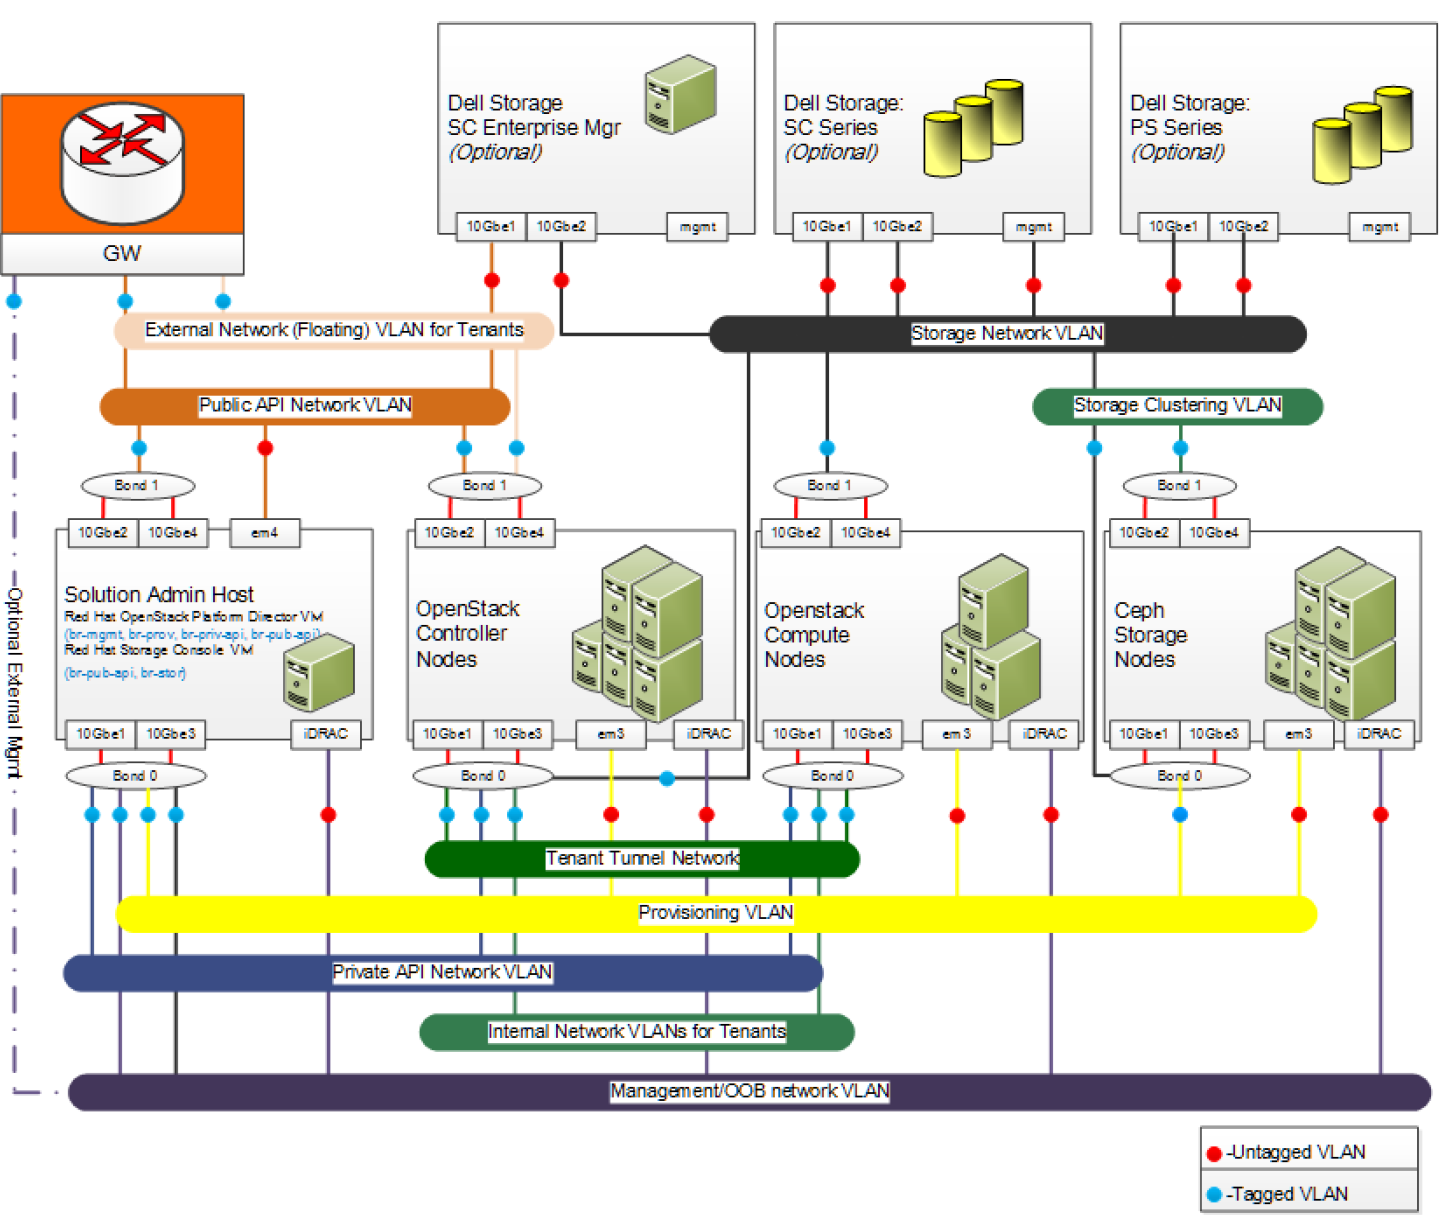 Dell Storage
SC Enterprise Mgr
(Optional)
10Gbe1
10Gbe2
mgmt
Dell Storage:
SC Series
(Optional)
10Gbe1
10Gbe2
mgmt
Dell Storage:
PS Series
(Optional)
10Gbe1
10Gbe2
mgmt
GW
External Network (Floating) VLAN for Tenants
Storage Network VLAN
Public API Network VLAN
Storage Clustering VLAN
Bond 1
Bond 1
Bond 1
Bond 1
10Gbe2
10Gbe4
em4
10Gbe2
10Gbe4
10Gbe2
10Gbe4
10Gbe2
10Gbe4
Solution Admin Host
Red Hat OpenStack Platform Director VM
(br-mgmt, br-prov, br-priv-api, br-pub-api)
Red Hat Storage Console VM
(br-pub-api, br-stor)
OpenStack
Controller
Nodes
Openstack
Compute
Nodes
Ceph
Storage
Nodes
Optional External Mgmt
10Gbe1
10Gbe3
iDRAC
10Gbe1
10Gbe3
em3
iDRAC
10Gbe1
10Gbe3
em3
iDRAC
10Gbe1
10Gbe3
em3
iDRAC
Bond 0
Bond 0
Bond 0
Bond 0
Tenant Tunnel Network
Provisioning VLAN
Private API Network VLAN
Internal Network VLANs for Tenants
Management/OOB network VLAN
-Untagged VLAN
-Tagged VLAN